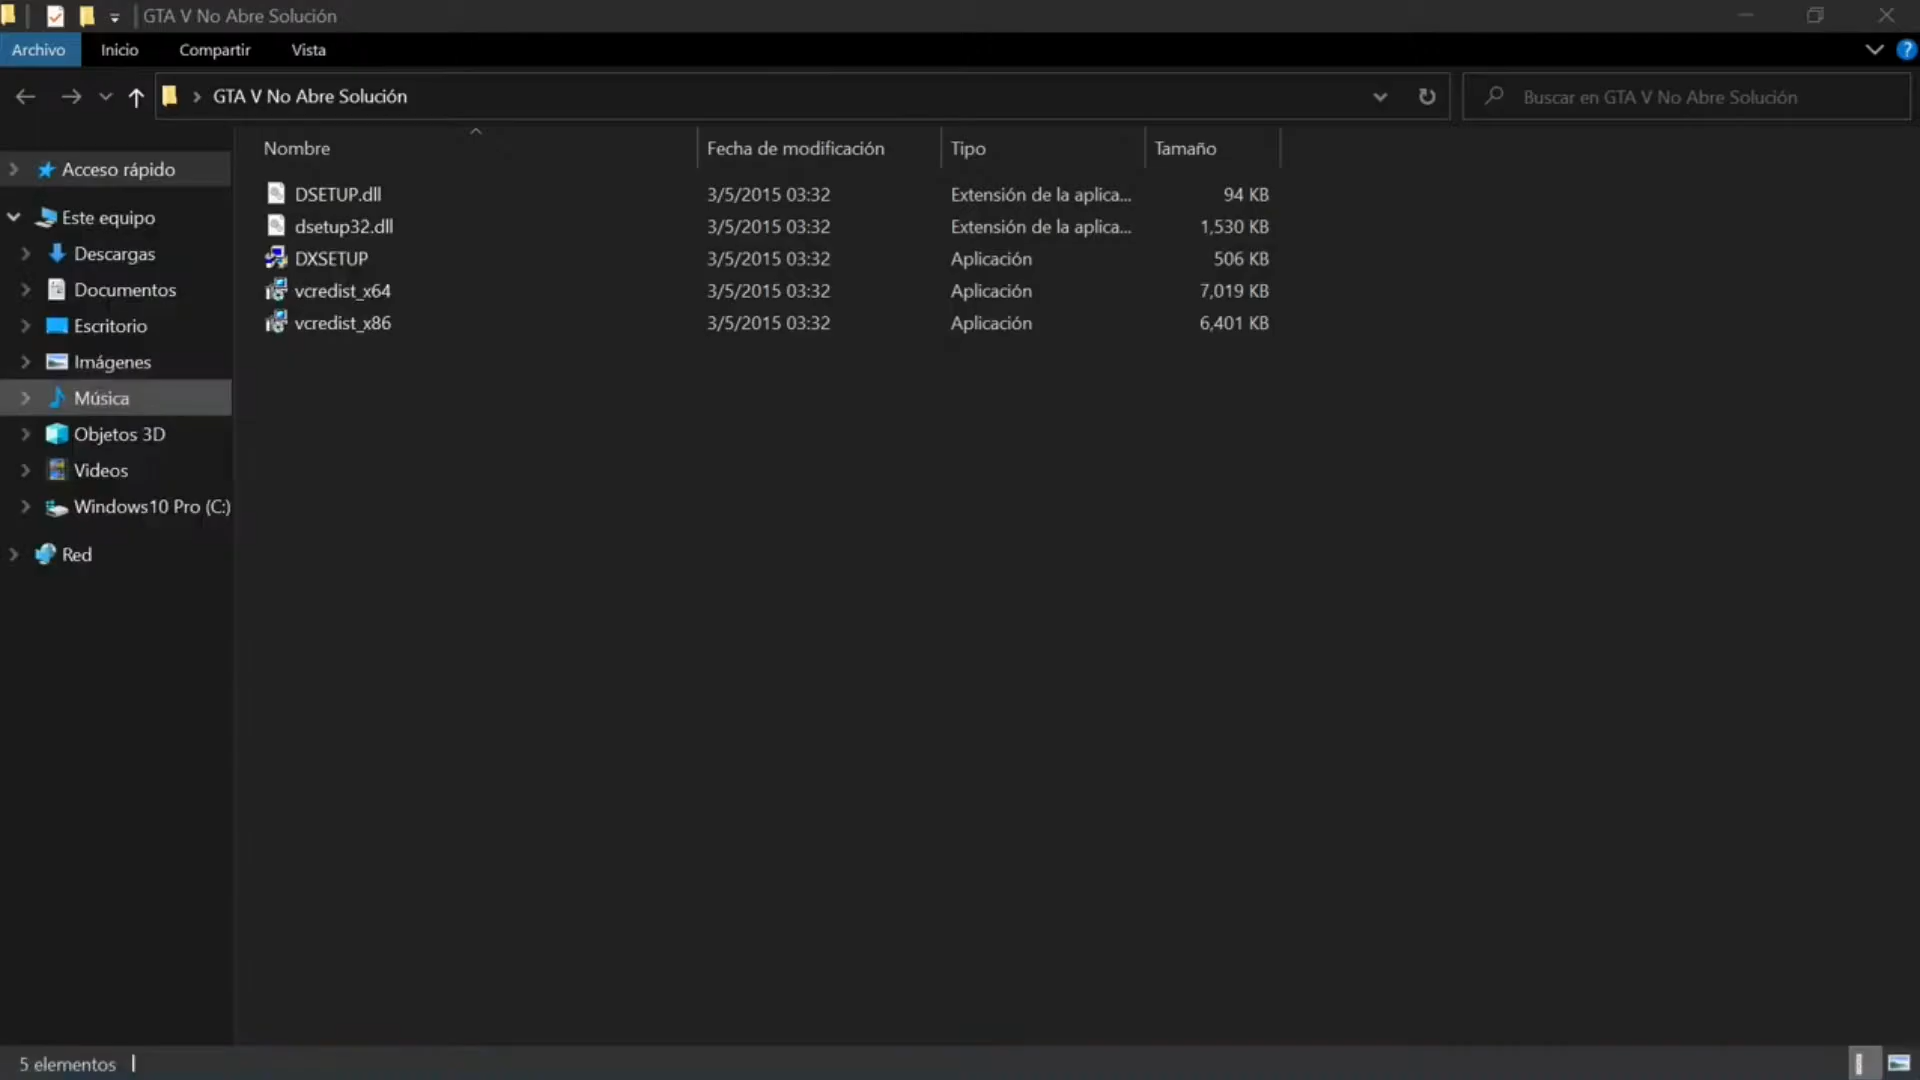 GTA V No Abre Solución
Archivo Inicio Compartir Vista
GTA V No Abre Solución Buscar en GTA V No Abre Solución
Nombre Fecha de modificación Tipo Tamaño
Acceso rápido
Este equipo
Descargas
Documentos
Escritorio
Imágenes
Música
Objetos 3D
Videos
Windows10 Pro (C:)
Red
DSETUP.dll 3/5/2015 03:32 Extensión de la aplica... 94 KB
dsetup32.dll 3/5/2015 03:32 Extensión de la aplica... 1,530 KB
DXSETUP 3/5/2015 03:32 Aplicación 506 KB
vcredist_x64 3/5/2015 03:32 Aplicación 7,019 KB
vcredist_x86 3/5/2015 03:32 Aplicación 6,401 KB
5 elementos